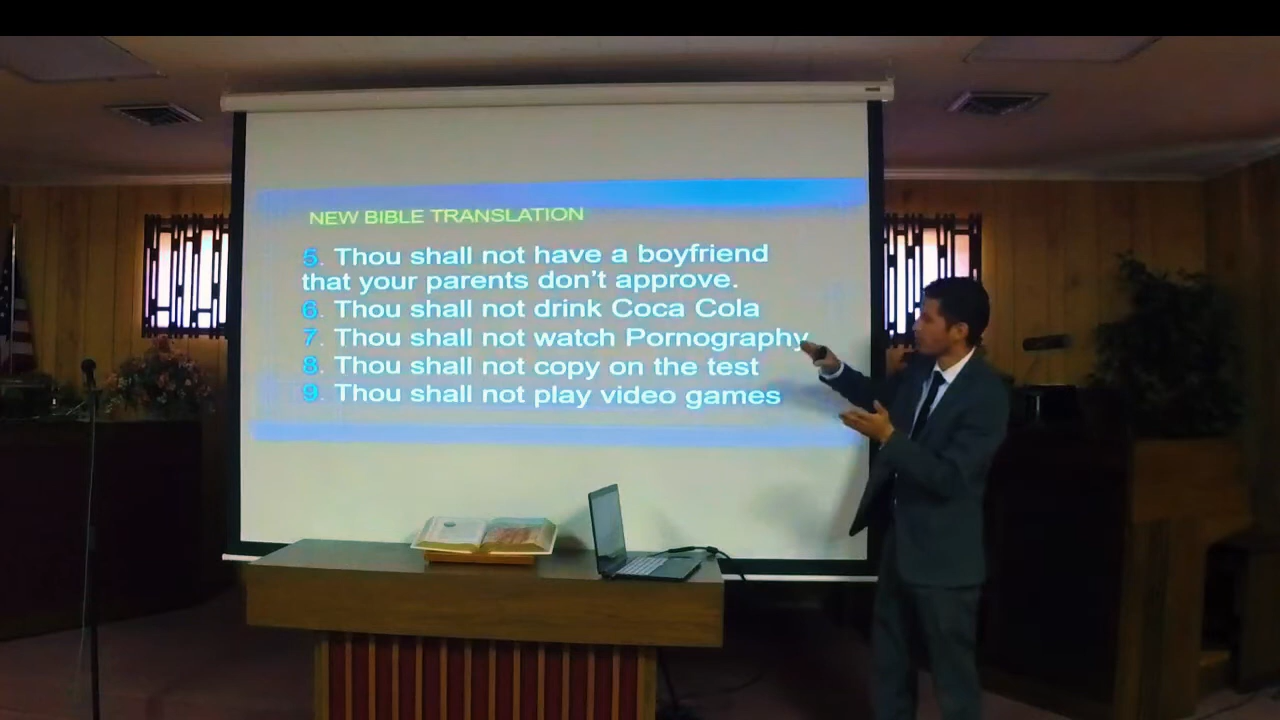 NEW BIBLE TRANSLATION
5. Thou shall not have a boyfriend
that your parents don't approve.
6. Thou shall not drink Coca Cola
7. Thou shall not watch Pornography
8. Thou shall not copy on the test
9. Thou shall not play video games